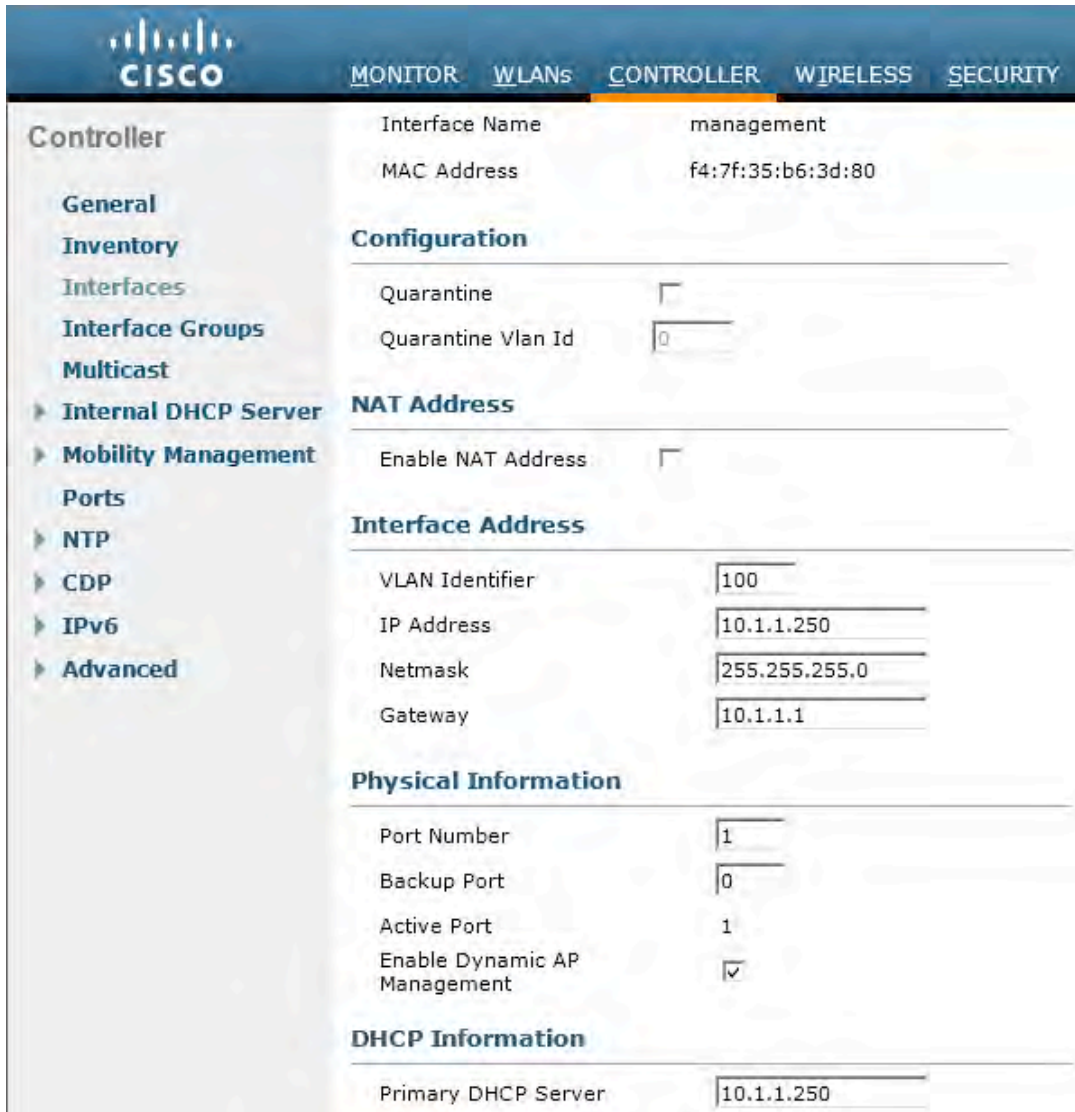 CISCO
MONITOR WLANs CONTROLLER WIRELESS SECURITY
Controller
General
Inventory
Interfaces
Interface Groups
Multicast
Internal DHCP Server
Mobility Management
Ports
NTP
CDP
IPv6
Advanced
Interface Name management
MAC Address f4:7f:35:b6:3d:80
Configuration
Quarantine
Quarantine Vlan Id 0
NAT Address
Enable NAT Address
Interface Address
VLAN Identifier 100
IP Address 10.1.1.250
Netmask 255.255.255.0
Gateway 10.1.1.1
Physical Information
Port Number 1
Backup Port 0
Active Port 1
Enable Dynamic AP
Management
DHCP Information
Primary DHCP Server 10.1.1.250